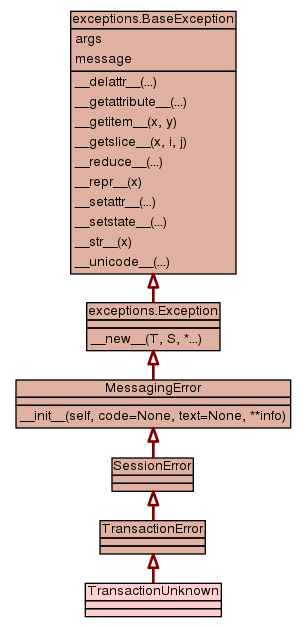 exceptions.BaseException
args
message
__delattr__(...)
__getattribute__(...)
__getitem__(x, y)
__getslice__(x, i, j)
__reduce__(...)
__repr__(x)
__setattr__(...)
__setstate__(...)
__str__(x)
__unicode__(...)
exceptions.Exception
__new__(T, S, *...)
MessagingError
__init__(self, code=None, text=None, **info)
SessionError
TransactionError
TransactionUnknown